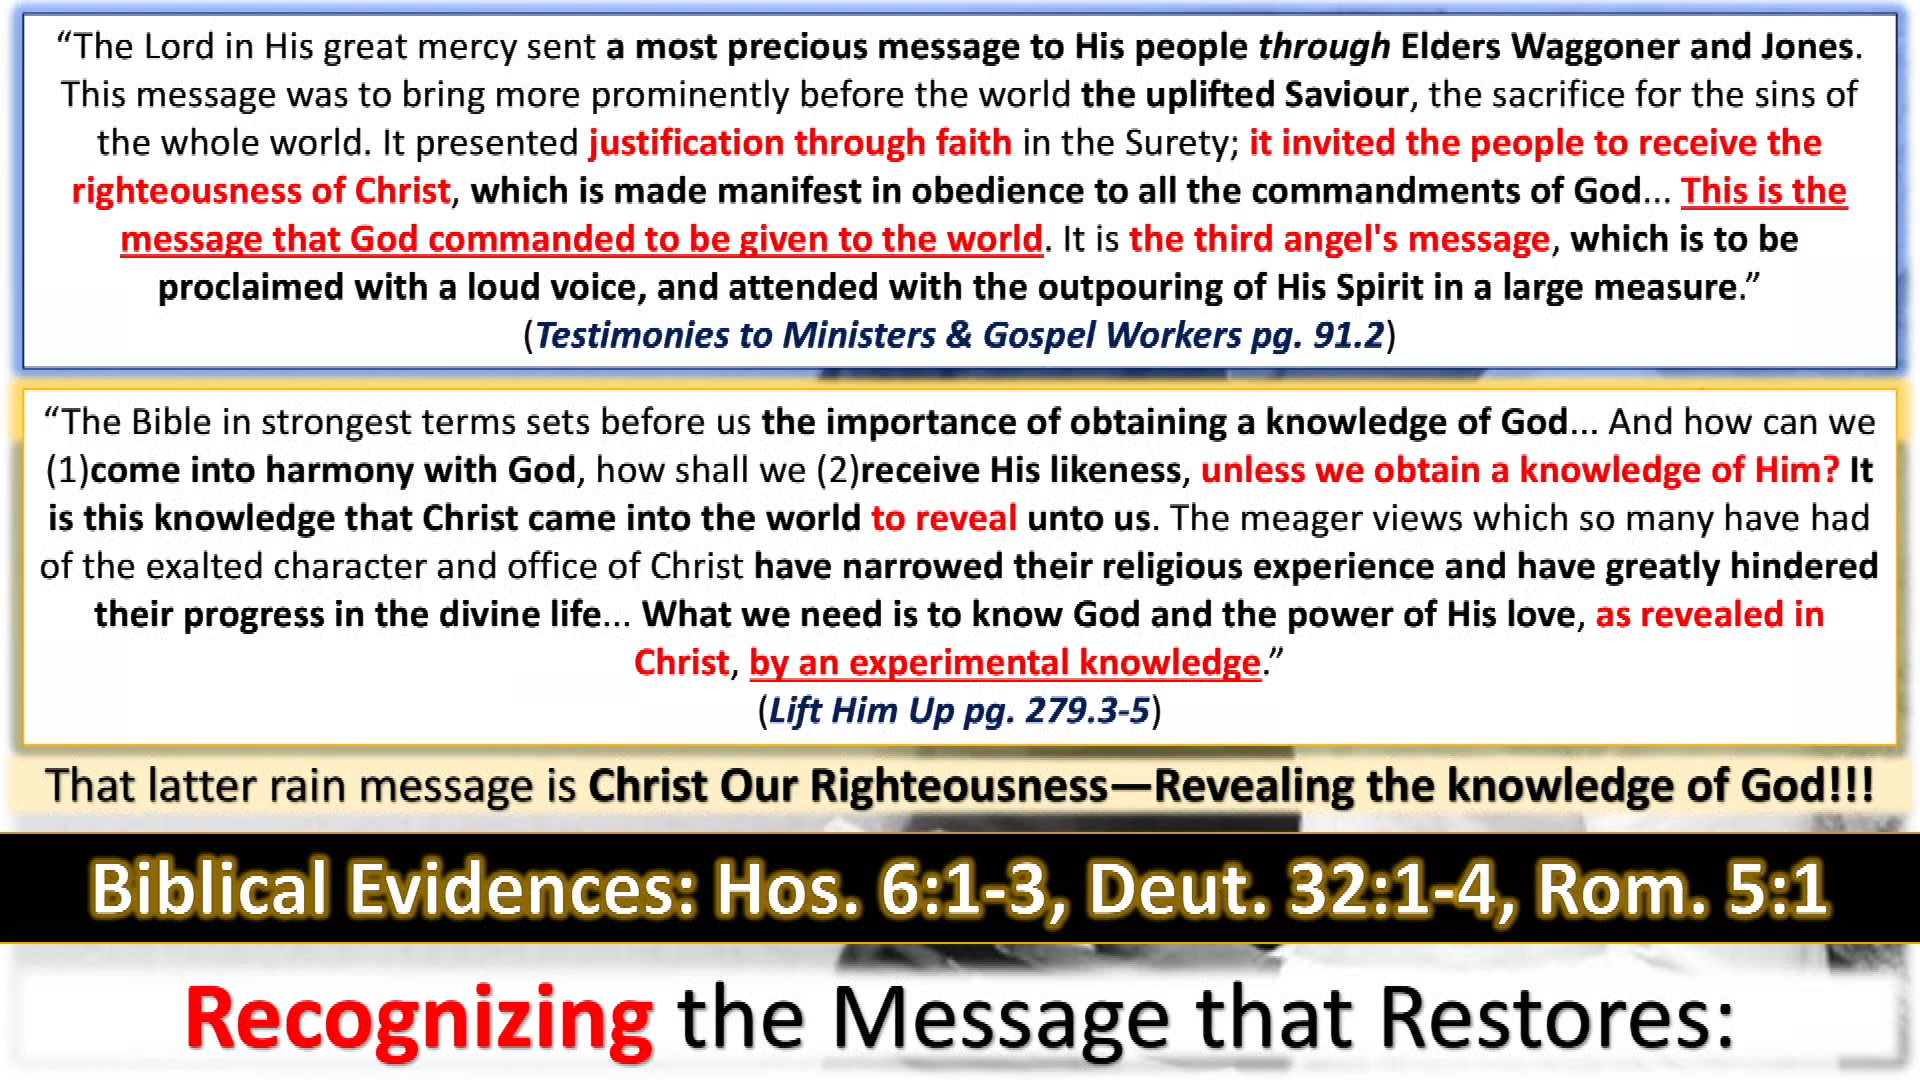 “The Lord in His great mercy sent a most precious message to His people through Elders Waggoner and Jones.
This message was to bring more prominently before the world the uplifted Saviour, the sacrifice for the sins of
the whole world. It presented justification through faith in the Surety; it invited the people to receive the
righteousness of Christ, which is made manifest in obedience to all the commandments of God... This is the
message that God commanded to be given to the world. It is the third angel's message, which is to be
proclaimed with a loud voice, and attended with the outpouring of His Spirit in a large measure.”
(Testimonies to Ministers & Gospel Workers pg. 91.2)
“The Bible in strongest terms sets before us the importance of obtaining a knowledge of God... And how can we
(1)come into harmony with God, how shall we (2)receive His likeness, unless we obtain a knowledge of Him? It
is this knowledge that Christ came into the world to reveal unto us. The meager views which so many have had
of the exalted character and office of Christ have narrowed their religious experience and have greatly hindered
their progress in the divine life... What we need is to know God and the power of His love, as revealed in
Christ, by an experimental knowledge.”
(Lift Him Up pg. 279.3-5)
That latter rain message is Christ Our Righteousness—Revealing the knowledge of God!!!
Biblical Evidences: Hos. 6:1-3, Deut. 32:1-4, Rom. 5:1
Recognizing the Message that Restores: